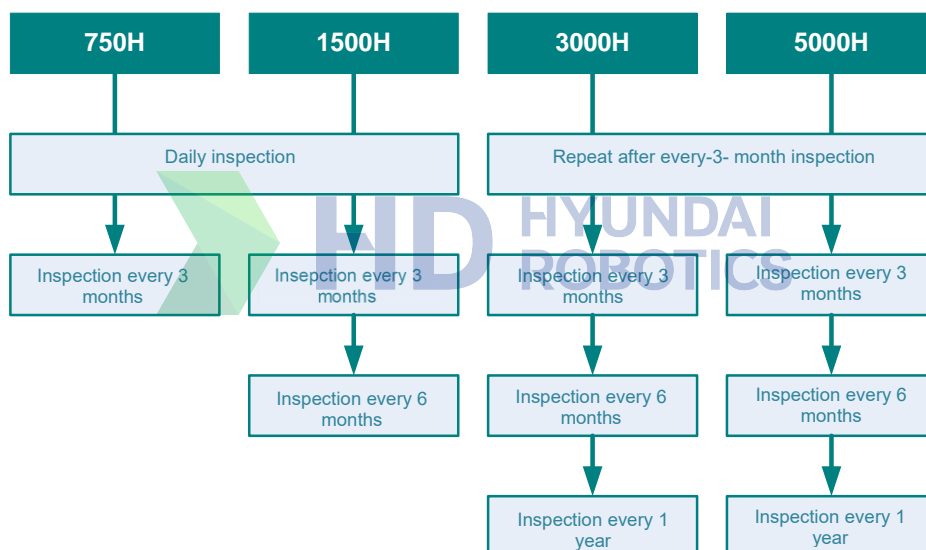 750H
1500H
3000H
5000H
Daily inspection
Repeat after every-3- month inspection
HD HYUNDAI
ROBOTICS
Inspection every 3
months
Insepction every 3
months
Inspection every 3
months
Inspection every 3
months
Inspection every 6
months
Inspection every 6
months
Inspection every 6
months
Inspection every 1
year
Inspection every 1
year